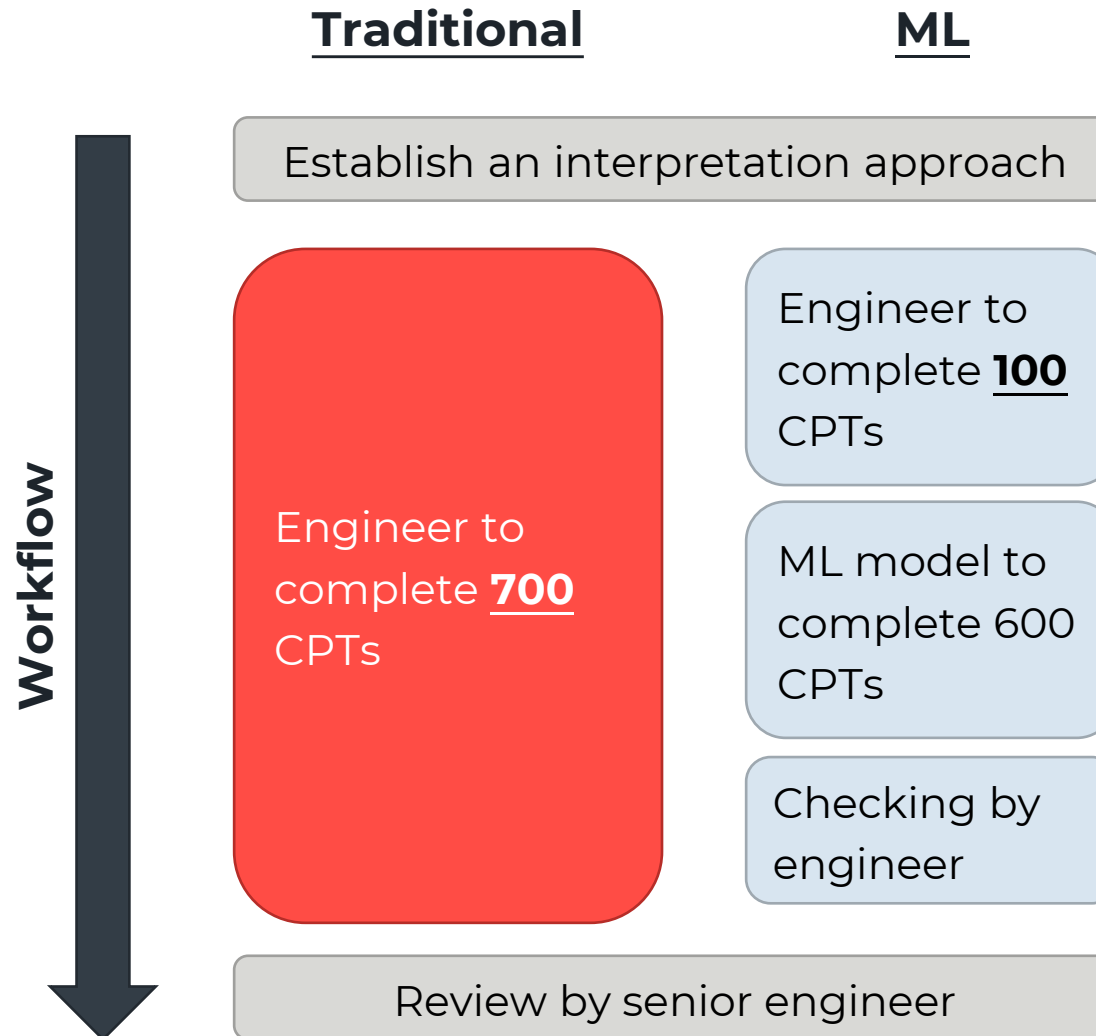 Traditional
ML
Establish an interpretation approach
Workflow
Engineer to
complete 700
CPTs
Engineer to
complete 100
CPTs
ML model to
complete 600
CPTs
Checking by
engineer
Review by senior engineer